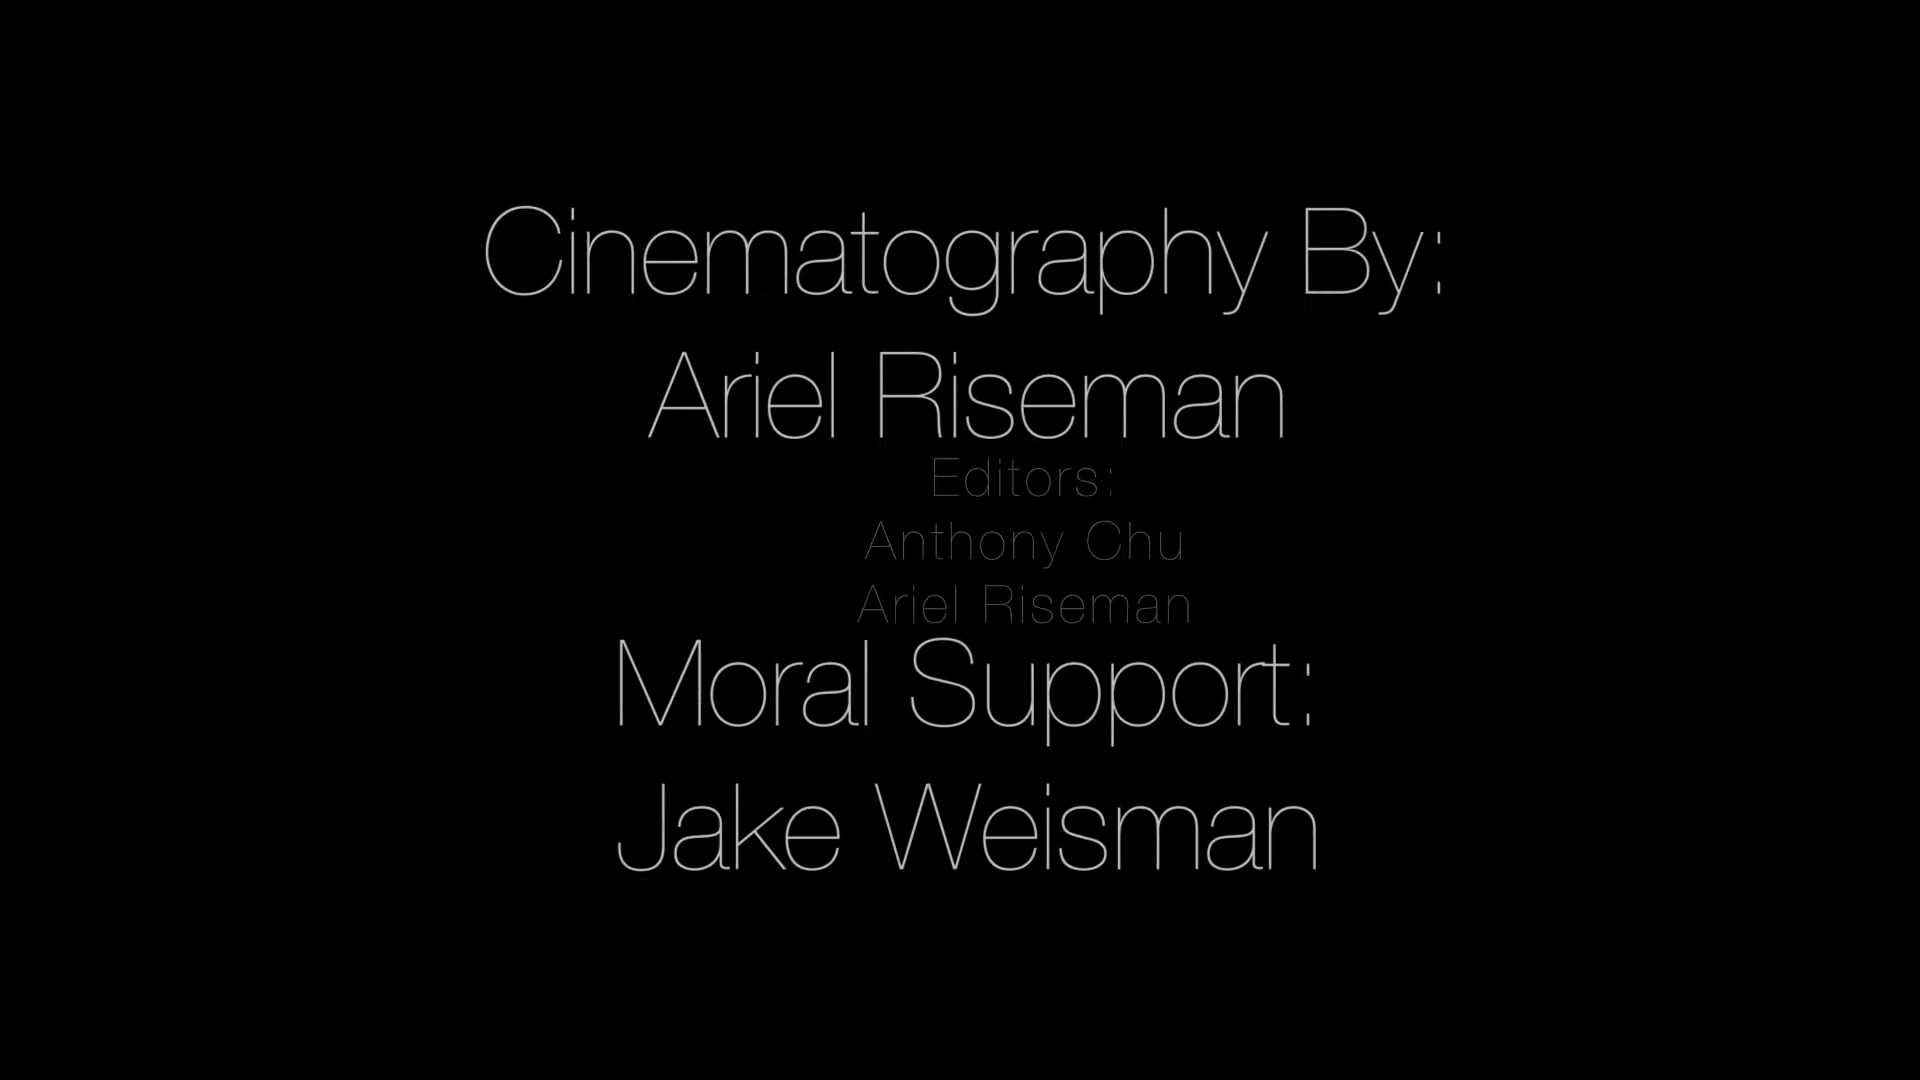 Cinematography By:
Ariel Riseman
Editors:
Anthony Chu
Ariel Riseman
Moral Support:
Jake Weisman